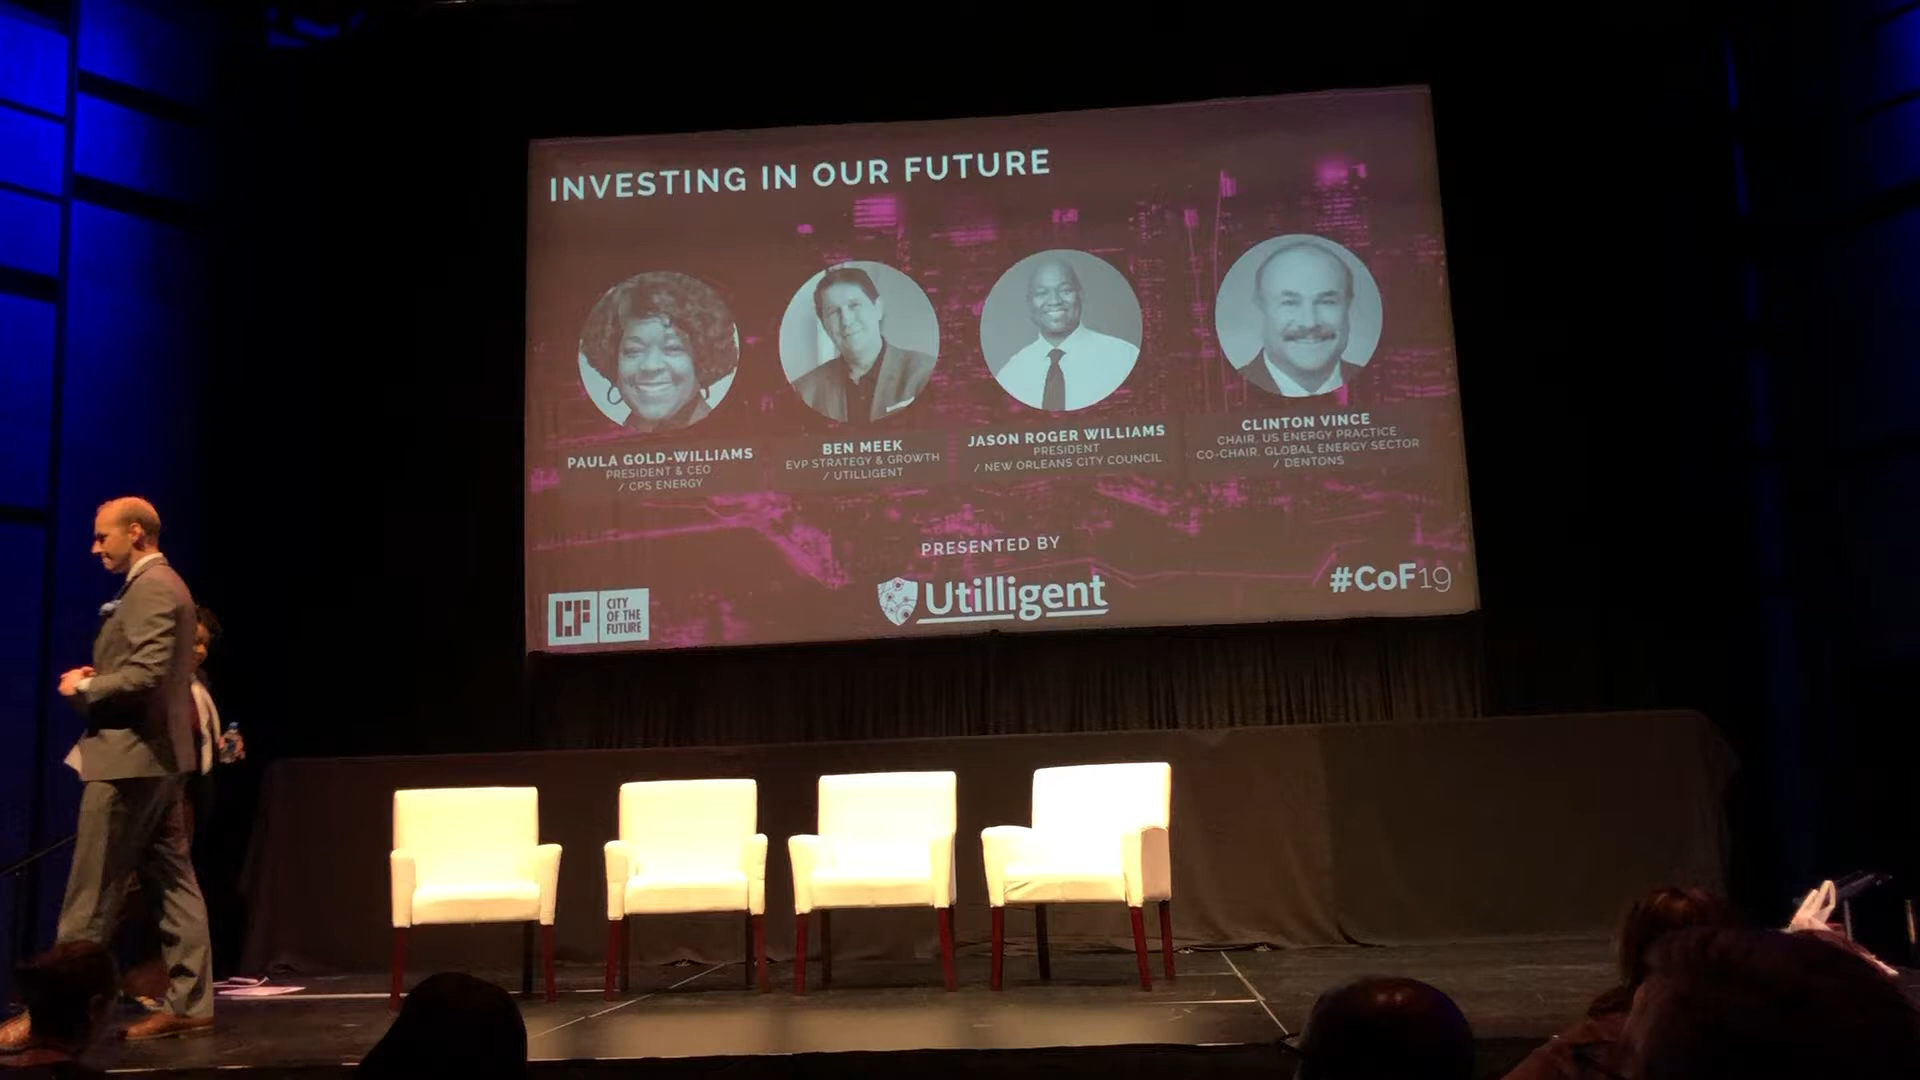 INVESTING IN OUR FUTURE
PAULA GOLD-WILLIAMS
PRESIDENT & CEO
/ CPS ENERGY
BEN MEEK
EVP STRATEGY & GROWTH
/ UTILLIGENT
JASON ROGER WILLIAMS
PRESIDENT
/ NEW ORLEANS CITY COUNCIL
CLINTON VINCE
CHAIR, US ENERGY PRACTICE
CO-CHAIR, GLOBAL ENERGY SECTOR
/ DENTONS
PRESENTED BY
Utilligent
CITY
OF THE
FUTURE
#CoF19